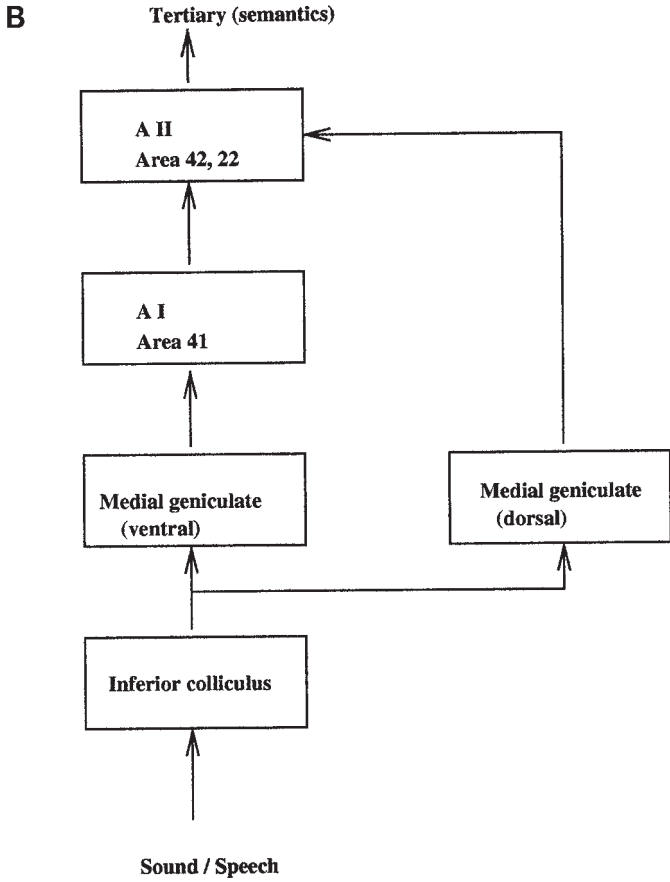 B
Tertiary (semantics)
A II
Area 42, 22
A I
Area 41
Medial geniculate
(ventral)
Medial geniculate
(dorsal)
Inferior colliculus
Sound / Speech